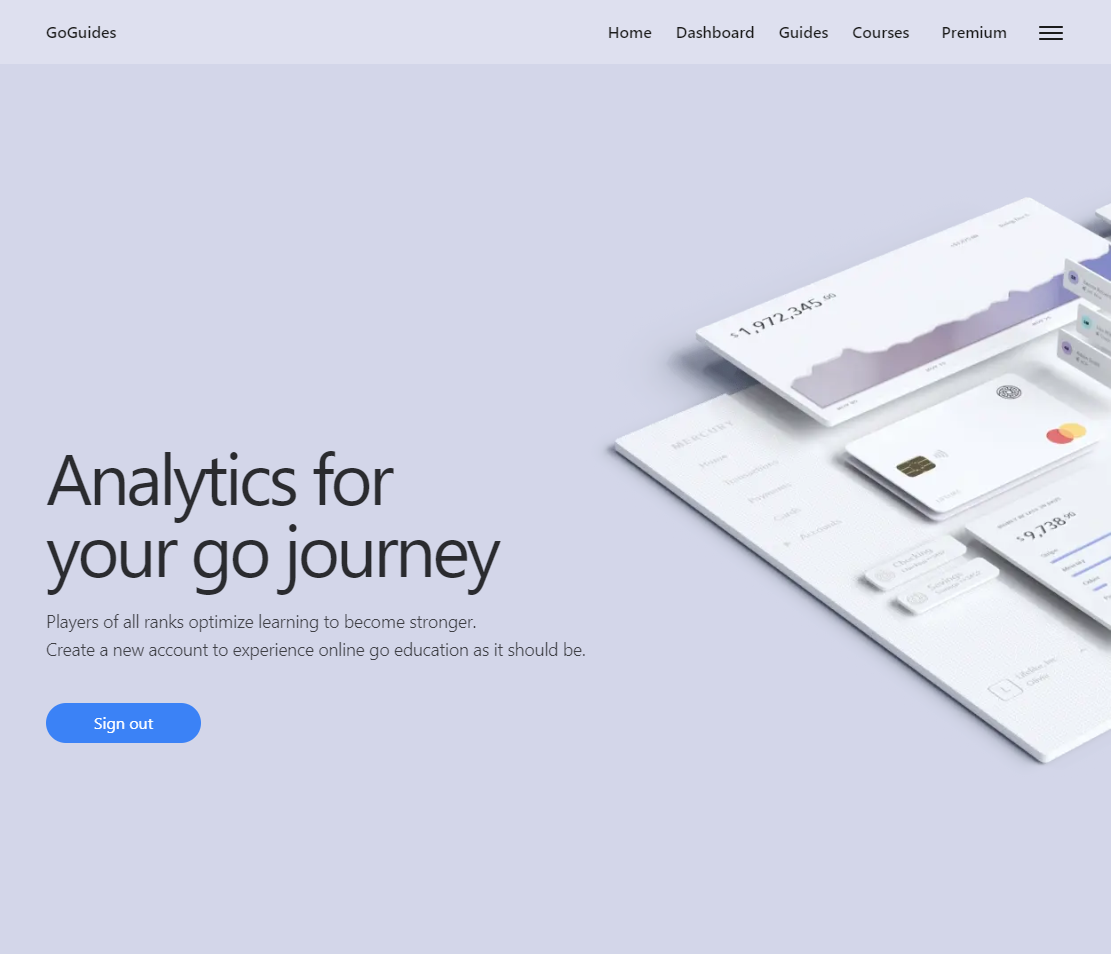 GoGuides
Home Dashboard Guides Courses Premium
$1,972,345.90
MERCURY
Home
Transactions
Payments
Cards
Accounts
$9,738.90
Checking
Savings
Analytics for
your go journey
Players of all ranks optimize learning to become stronger.
Create a new account to experience online go education as it should be.
Sign out